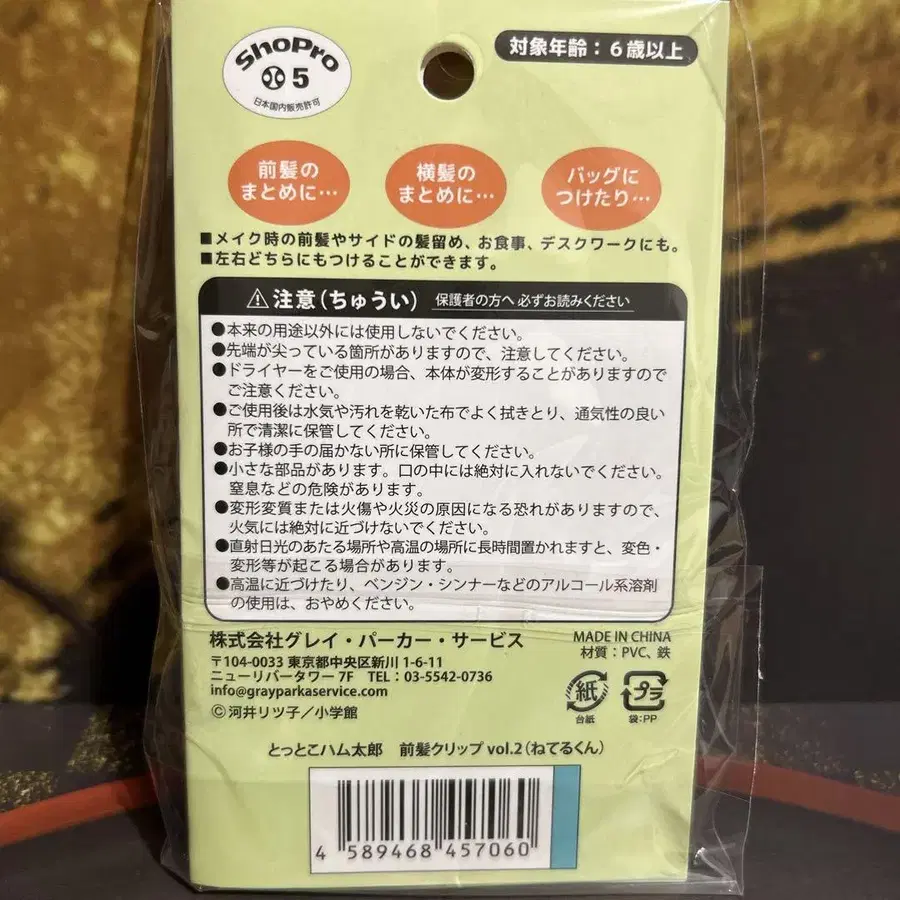 ShoPro
5
日本国内販売許可
対象年齢：6歳以上
前髪の
まとめに…
横髪の
まとめに…
バッグに
つけたり…
■メイク時の前髪やサイドの髪留め、お食事、デスクワークにも。
■左右どちらにもつけることができます。
⚠注意（ちゅうい） 保護者の方へ 必ずお読みください
●本来の用途以外には使用しないでください。
●先端が尖っている箇所がありますので、注意してください。
●ドライヤーをご使用の場合、本体が変形することがありますので
ご注意ください。
●ご使用後は水気や汚れを乾いた布でよく拭きとり、通気性の良い
所で清潔に保管してください。
●お子様の手の届かない所に保管してください。
●小さな部品があります。口の中には絶対に入れないでください。
窒息などの危険があります。
●変形変質または火傷や火災の原因になる恐れがありますので、
火気には絶対に近づけないでください。
●直射日光のあたる場所や高温の場所に長時間置かれますと、変色・
変形等が起こる場合があります。
●高温に近づけたり、ベンジン・シンナーなどのアルコール系溶剤
の使用は、おやめください。
株式会社グレイ・パーカー・サービス
〒104-0033 東京都中央区新川 1-6-11
ニューリバータワー 7F TEL：03-5542-0736
info@grayparkaservice.com
©河井リツ子／小学館
MADE IN CHINA
材質：PVC、鉄
紙
台紙
プラ
袋:PP
とっとこハム太郎 前髪クリップ vol.2（ねてるくん）
4 589468 457060